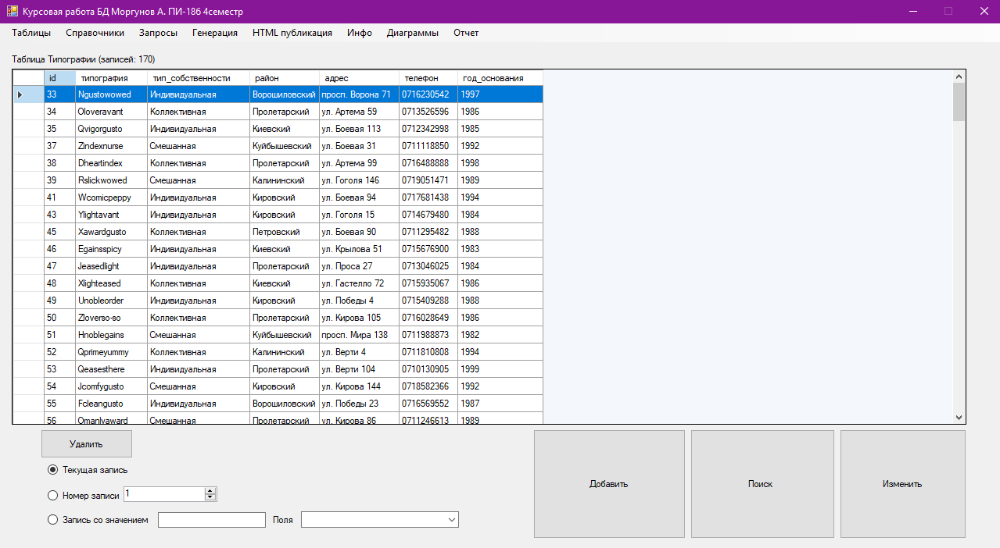 Курсовая работа БД Моргунов А. ПИ-18б 4семестр
Таблицы Справочники Запросы Генерация HTML публикация Инфо Диаграммы Отчет
Таблица Типографии (записей: 170)
id типография тип_собственности район адрес телефон год_основания
33 Ngustowowed Индивидуальная Ворошиловский просп. Ворона 71 0716230542 1997
34 Oloveravant Коллективная Пролетарский ул. Артема 59 0713526596 1986
35 Qvigorgusto Индивидуальная Киевский ул. Боевая 113 0712342998 1985
37 Zindexnurse Смешанная Куйбышевский ул. Боевая 31 0711118850 1992
38 Dheartindex Коллективная Пролетарский ул. Артема 99 0716488888 1998
39 Rslickwowed Смешанная Калининский ул. Гоголя 146 0719051471 1989
41 Wcomicpeppy Индивидуальная Кировский ул. Боевая 94 0717681438 1994
43 Ylightavant Индивидуальная Кировский ул. Гоголя 15 0714679480 1984
45 Xawardgusto Коллективная Петровский ул. Боевая 90 0711295482 1988
46 Egainsspicy Индивидуальная Киевский ул. Крылова 51 0715676900 1983
47 Jeasedlight Индивидуальная Пролетарский ул. Проса 27 0713046025 1984
48 Xlighteased Коллективная Киевский ул. Гастелло 72 0715935067 1986
49 Unobleorder Индивидуальная Кировский ул. Победы 4 0715409288 1988
50 Zloverso-so Коллективная Пролетарский ул. Кирова 105 0716028649 1986
51 Hnoblegains Смешанная Куйбышевский просп. Мира 138 0711988873 1982
52 Qprimeyummy Коллективная Калининский ул. Верти 4 0711810808 1994
53 Qeasesthere Индивидуальная Пролетарский ул. Верти 104 0710130905 1999
54 Jcomfygusto Смешанная Кировский ул. Кирова 144 0718582366 1992
55 Fcleangusto Индивидуальная Ворошиловский ул. Победы 23 0716569552 1987
56 Qmanlyaward Смешанная Пролетарский ул. Кирова 86 0711246613 1989
Удалить
Текущая запись
Номер записи 1
Запись со значением Поля
Добавить Поиск Изменить